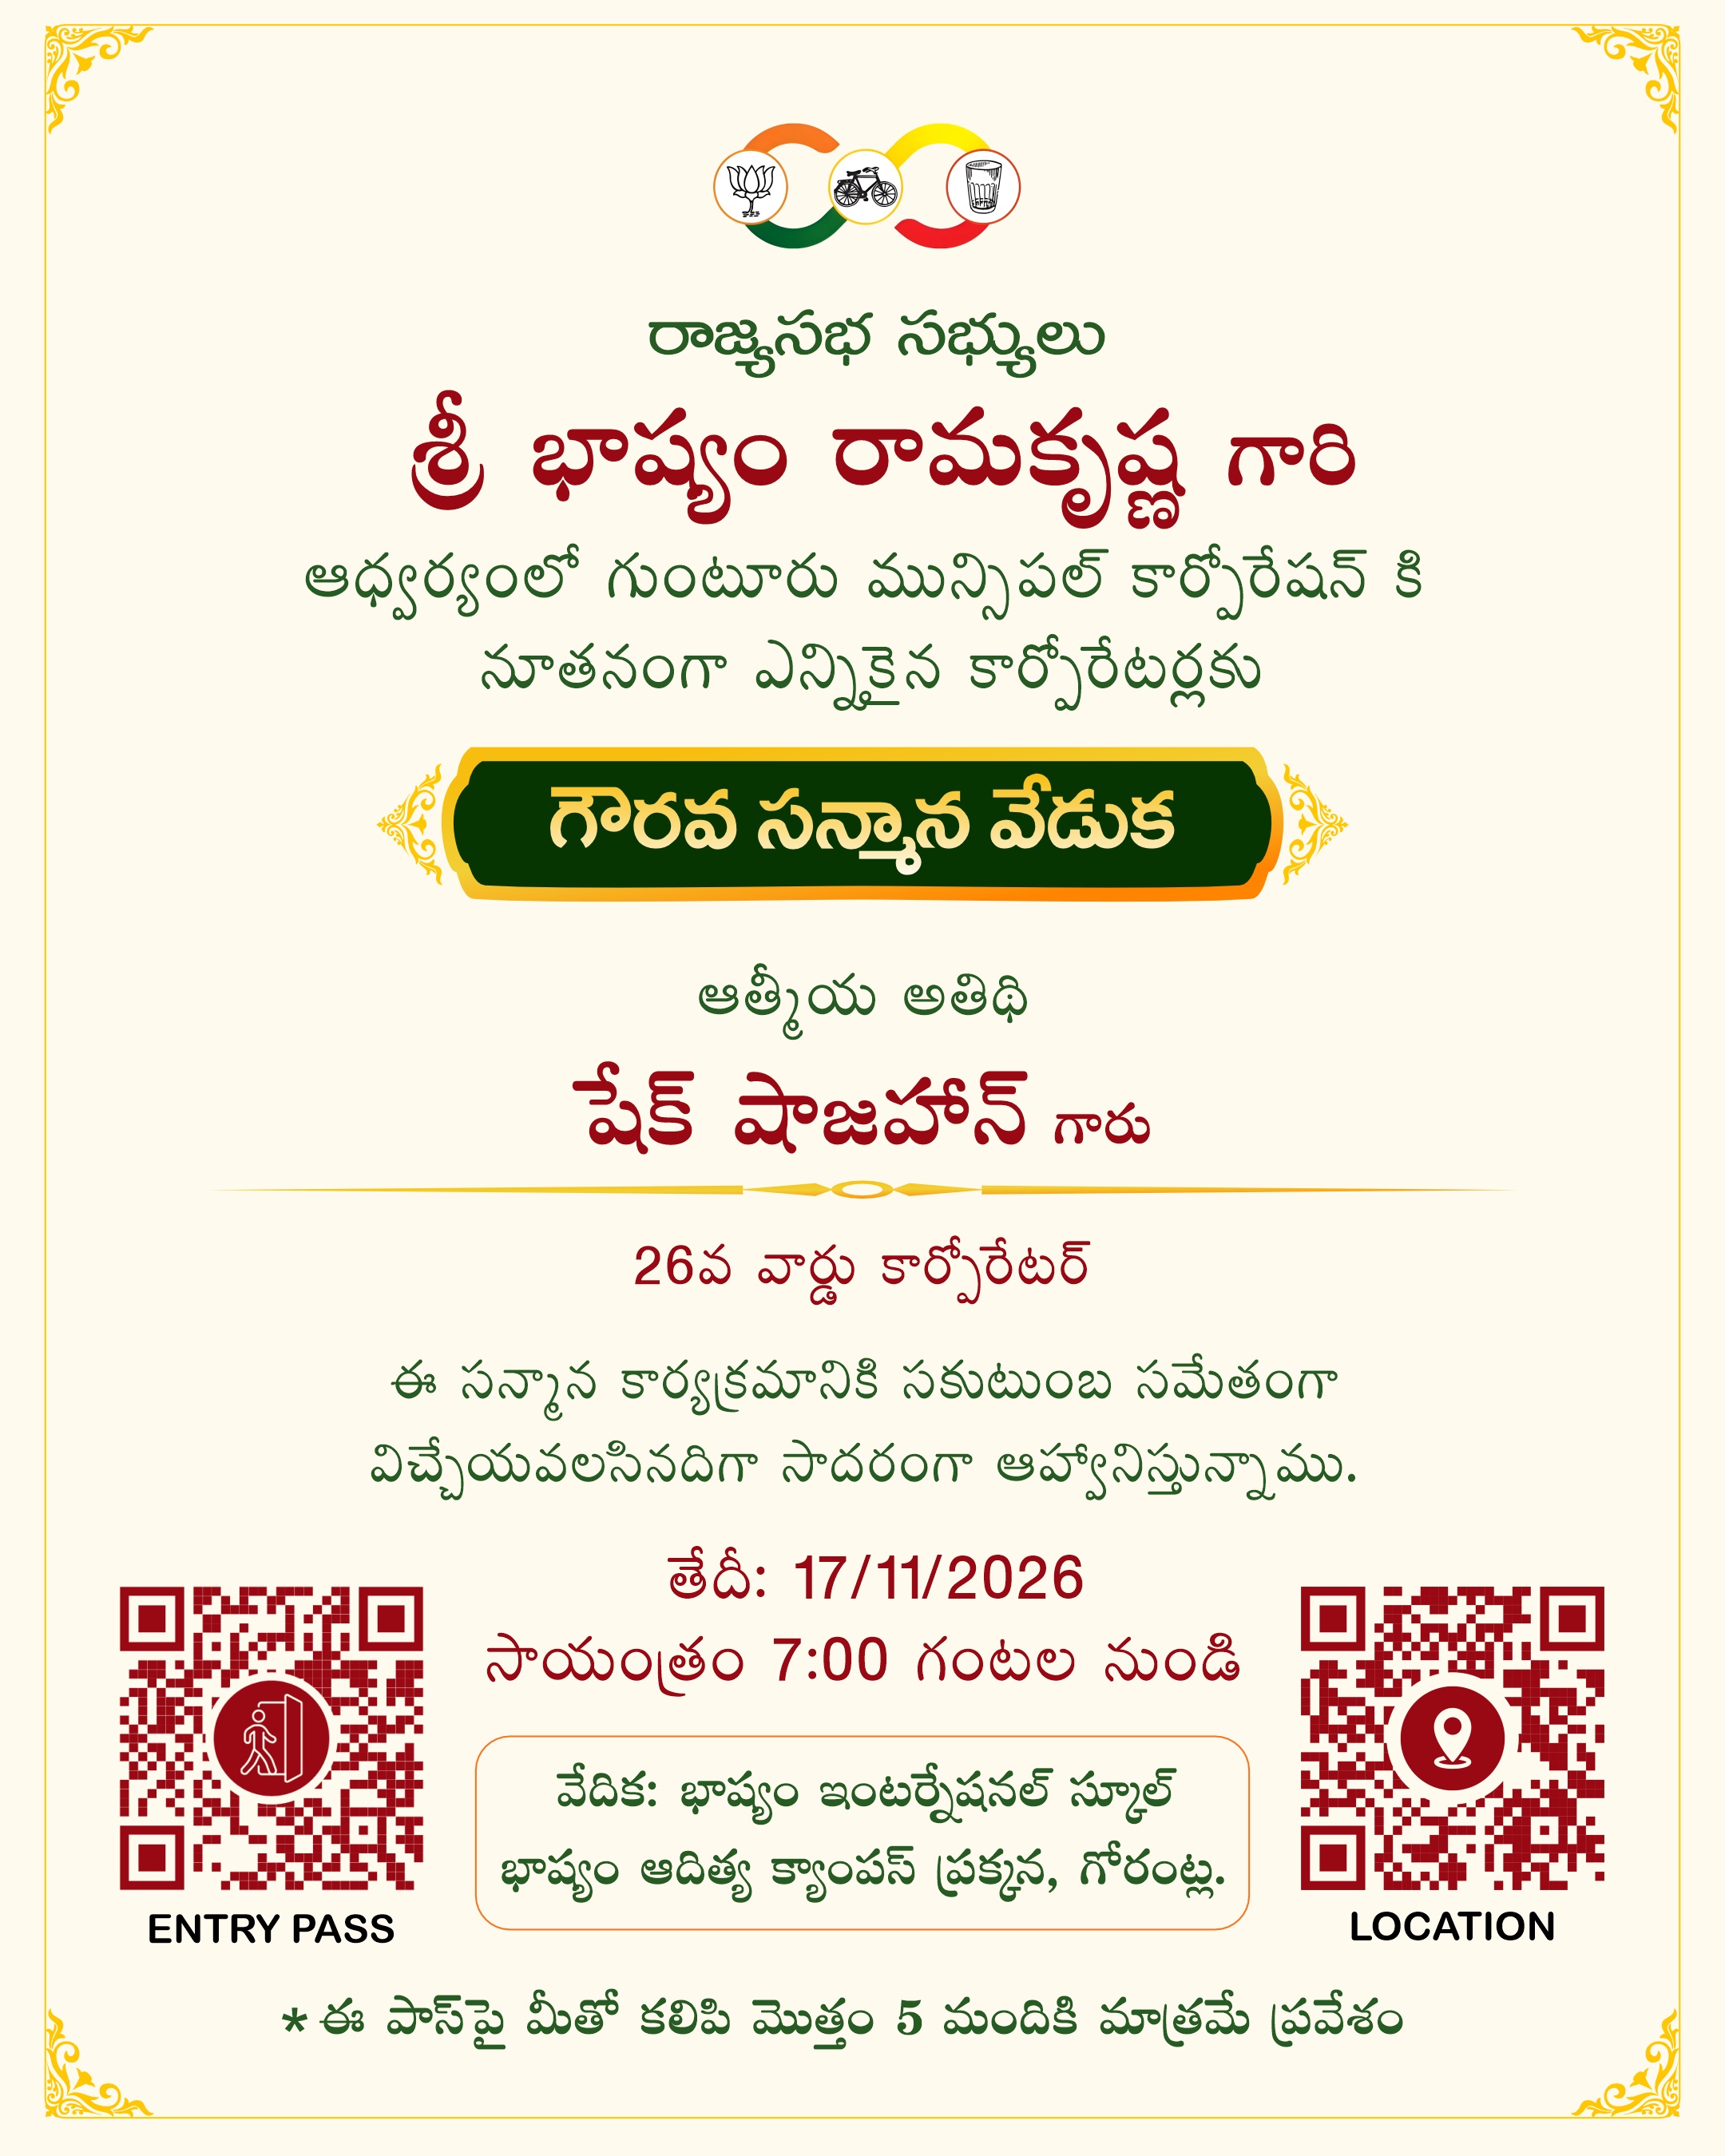 రాజ్యసభ సభ్యులు
శ్రీ భాష్యం రామకృష్ణ గారి
ఆధ్వర్యంలో గుంటూరు మున్సిపల్ కార్పోరేషన్ కి
నూతనంగా ఎన్నికైన కార్పోరేటర్లకు
గౌరవ సన్మాన వేడుక
ఆత్మీయ అతిథి
షేక్ షాజహాన్ గారు
26వ వార్డు కార్పోరేటర్
ఈ సన్మాన కార్యక్రమానికి సకుటుంబ సమేతంగా
విచ్చేయవలసినదిగా సాదరంగా ఆహ్వానిస్తున్నాము.
తేదీ: 17/11/2026
సాయంత్రం 7:00 గంటల నుండి
వేదిక: భాష్యం ఇంటర్నేషనల్ స్కూల్
భాష్యం ఆదిత్య క్యాంపస్ ప్రక్కన, గోరంట్ల.
ENTRY PASS
LOCATION
* ఈ పాస్‌పై మీతో కలిపి మొత్తం 5 మందికి మాత్రమే ప్రవేశం